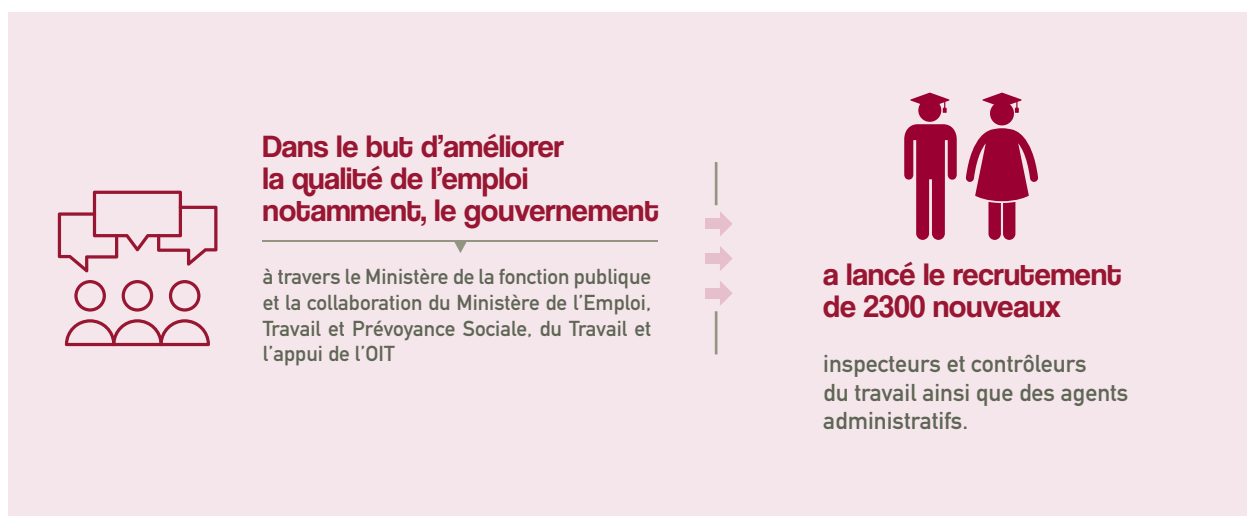 Dans le but d’améliorer
la qualité de l’emploi
notamment, le gouvernement
à travers le Ministère de la fonction publique
et la collaboration du Ministère de l’Emploi,
Travail et Prévoyance Sociale, du Travail et
l’appui de l’OIT
a lancé le recrutement
de 2300 nouveaux
inspecteurs et contrôleurs
du travail ainsi que des agents
administratifs.